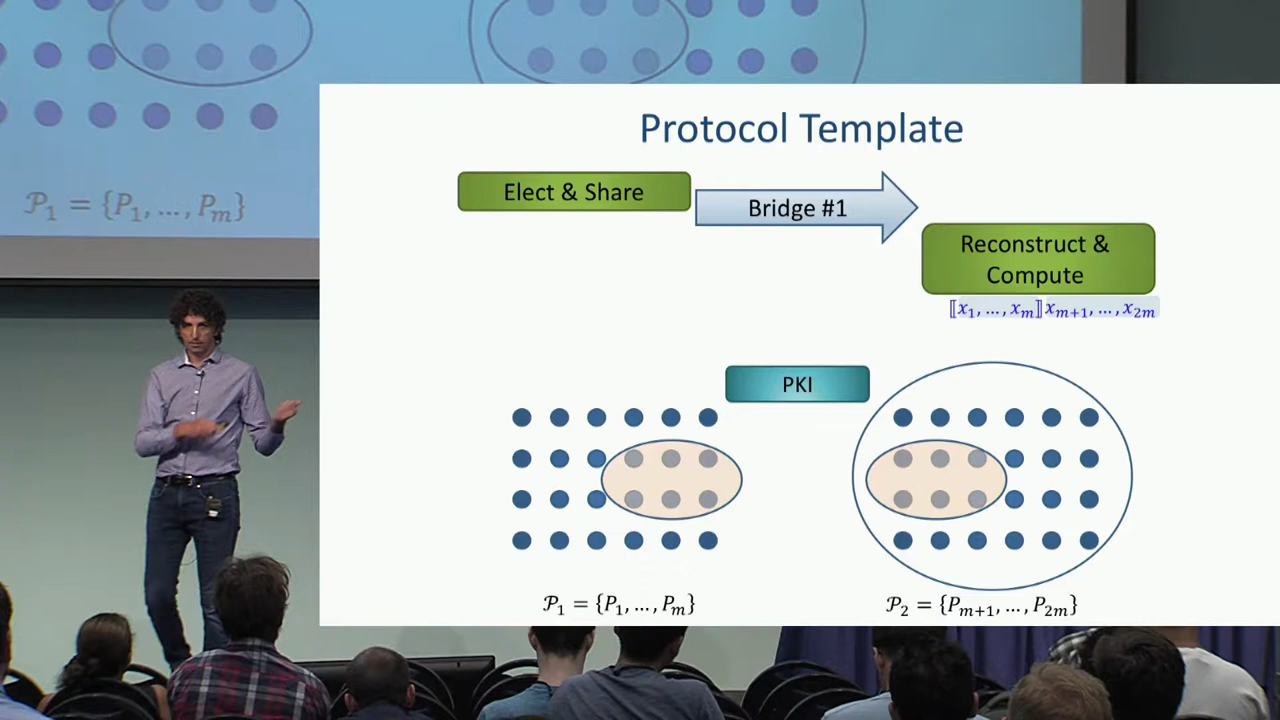 𝒫₁ = {P₁, …, Pₘ}
Protocol Template
Elect & Share
Bridge #1
Reconstruct &
Compute
⟦x₁, …, xₘ⟧ xₘ₊₁, …, x₂ₘ
PKI
𝒫₁ = {P₁, …, Pₘ}
𝒫₂ = {Pₘ₊₁, …, P₂ₘ}